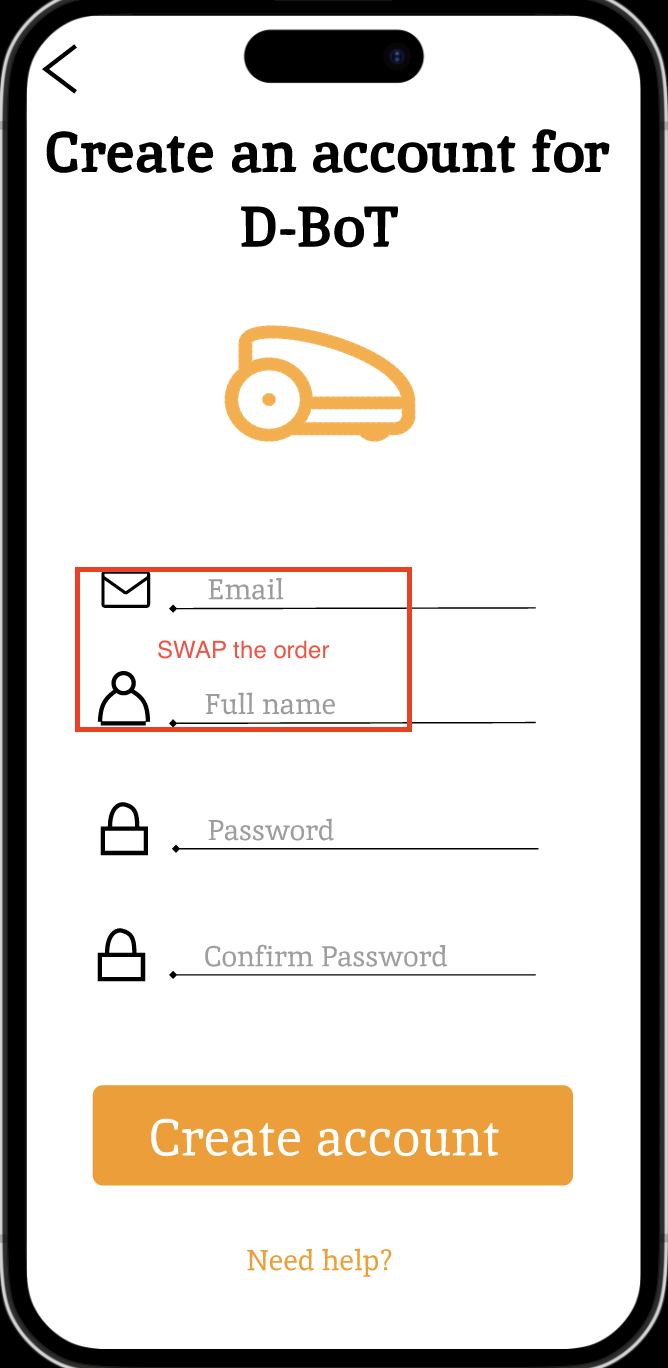 Create an account for
D-BoT
Email
SWAP the order
Full name
Password
Confirm Password
Create account
Need help?